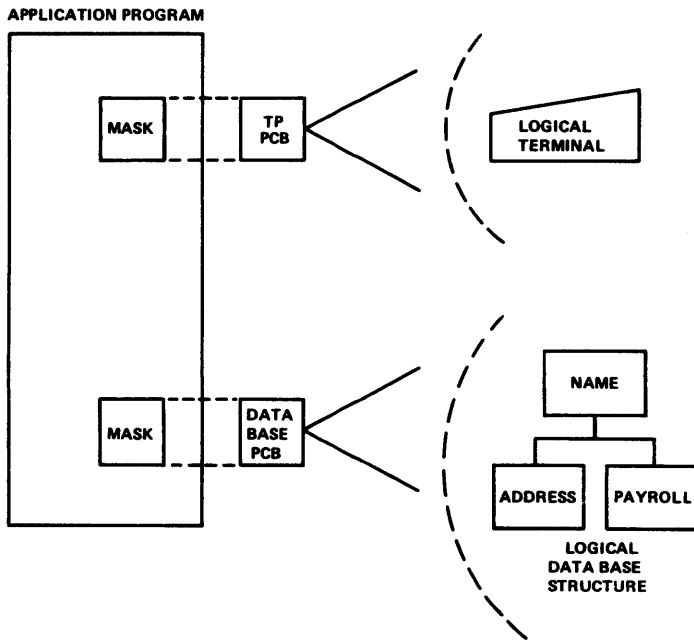 APPLICATION PROGRAM
MASK
TP
PCB
LOGICAL
TERMINAL
MASK
DATA
BASE
PCB
NAME
ADDRESS
PAYROLL
LOGICAL
DATA BASE
STRUCTURE